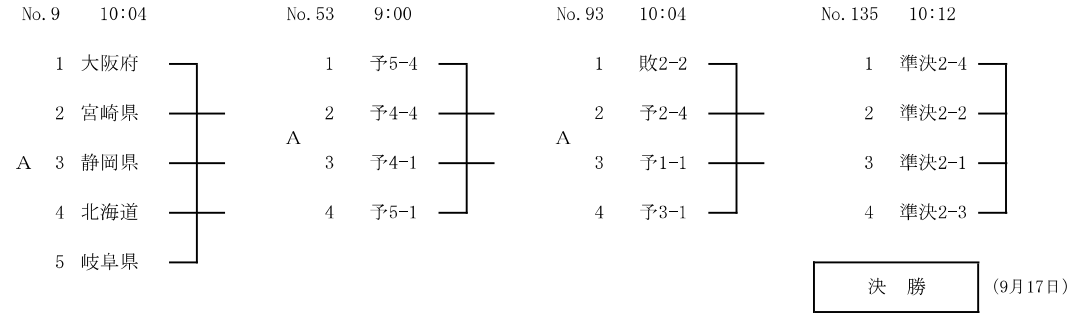 No.9 10:04 No.53 9:00 No.93 10:04 No.135 10:12
1 大阪府 1 予5-4 1 敗2-2 1 準決2-4
2 宮崎県 2 予4-4 2 予2-4 2 準決2-2
A A
A 3 静岡県 3 予4-1 3 予1-1 3 準決2-1
4 北海道 4 予5-1 4 予3-1 4 準決2-3
5 岐阜県
決 勝 (9月17日)